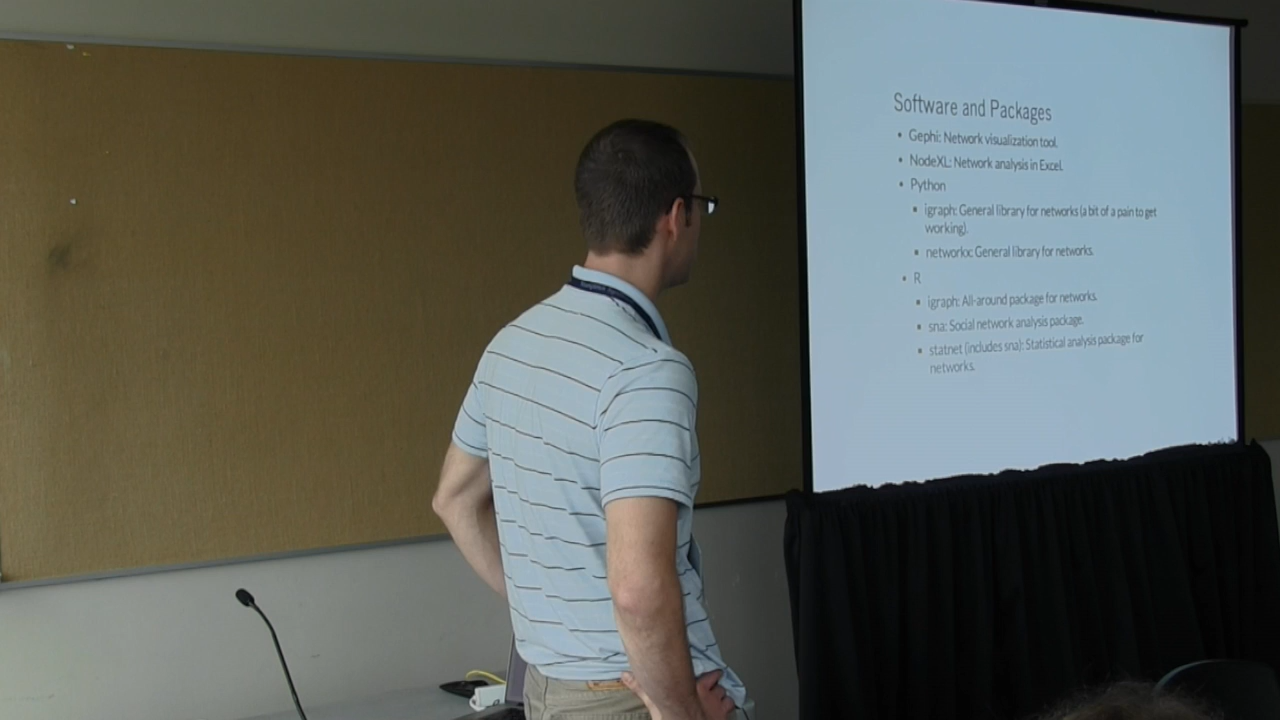 Software and Packages
• Gephi: Network visualization tool.
• NodeXL: Network analysis in Excel.
• Python
▪ igraph: General library for networks (a bit of a pain to get
working).
▪ networkx: General library for networks.
• R
▪ igraph: All-around package for networks.
▪ sna: Social network analysis package.
▪ statnet (includes sna): Statistical analysis package for
networks.